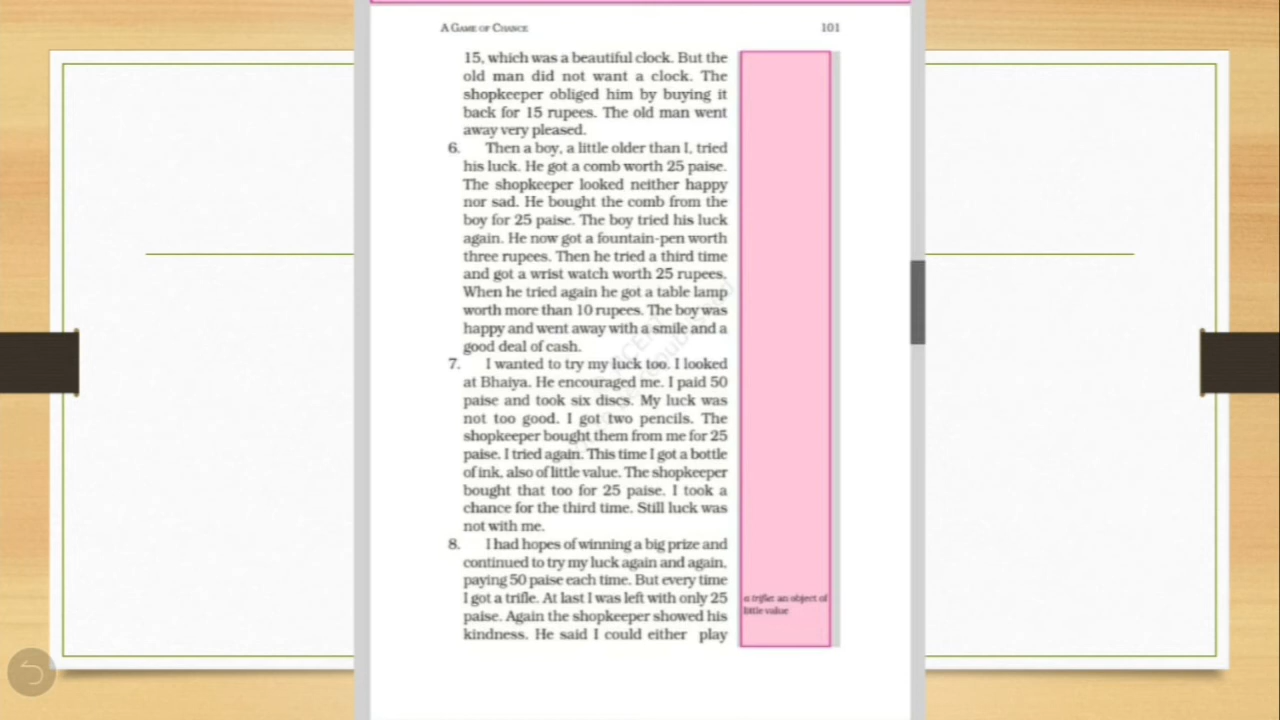 A GAME OF CHANCE 101
15, which was a beautiful clock. But the
old man did not want a clock. The
shopkeeper obliged him by buying it
back for 15 rupees. The old man went
away very pleased.
6. Then a boy, a little older than I, tried
his luck. He got a comb worth 25 paise.
The shopkeeper looked neither happy
nor sad. He bought the comb from the
boy for 25 paise. The boy tried his luck
again. He now got a fountain-pen worth
three rupees. Then he tried a third time
and got a wrist watch worth 25 rupees.
When he tried again he got a table lamp
worth more than 10 rupees. The boy was
happy and went away with a smile and a
good deal of cash.
7. I wanted to try my luck too. I looked
at Bhaiya. He encouraged me. I paid 50
paise and took six discs. My luck was
not too good. I got two pencils. The
shopkeeper bought them from me for 25
paise. I tried again. This time I got a bottle
of ink, also of little value. The shopkeeper
bought that too for 25 paise. I took a
chance for the third time. Still luck was
not with me.
8. I had hopes of winning a big prize and
continued to try my luck again and again,
paying 50 paise each time. But every time
I got a trifle. At last I was left with only 25
paise. Again the shopkeeper showed his
kindness. He said I could either play
a trifle: an object of
little value